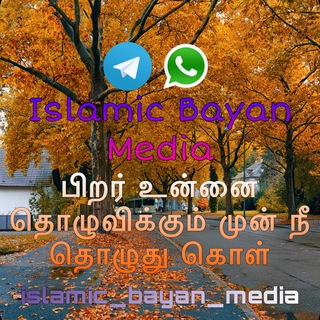 Islamic Bayan
Media
பிறர் உன்னை
தொழுவிக்கும் முன் நீ
தொழுது கொள்
islamic_bayan_media